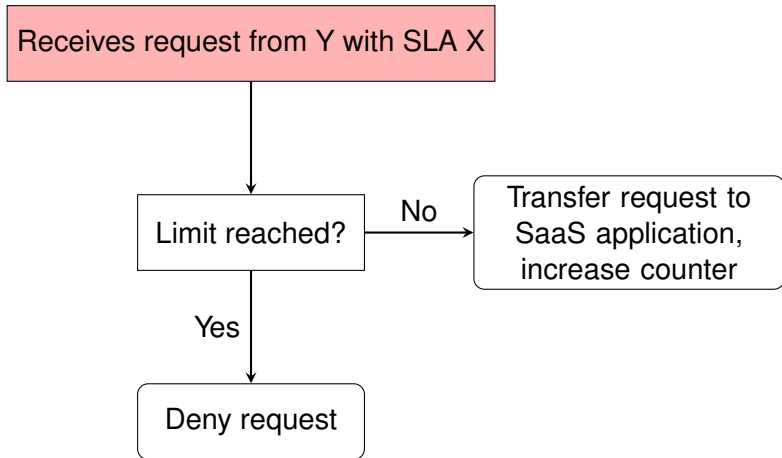 Receives request from Y with SLA X
Limit reached?
No
Transfer request to
SaaS application,
increase counter
Yes
Deny request